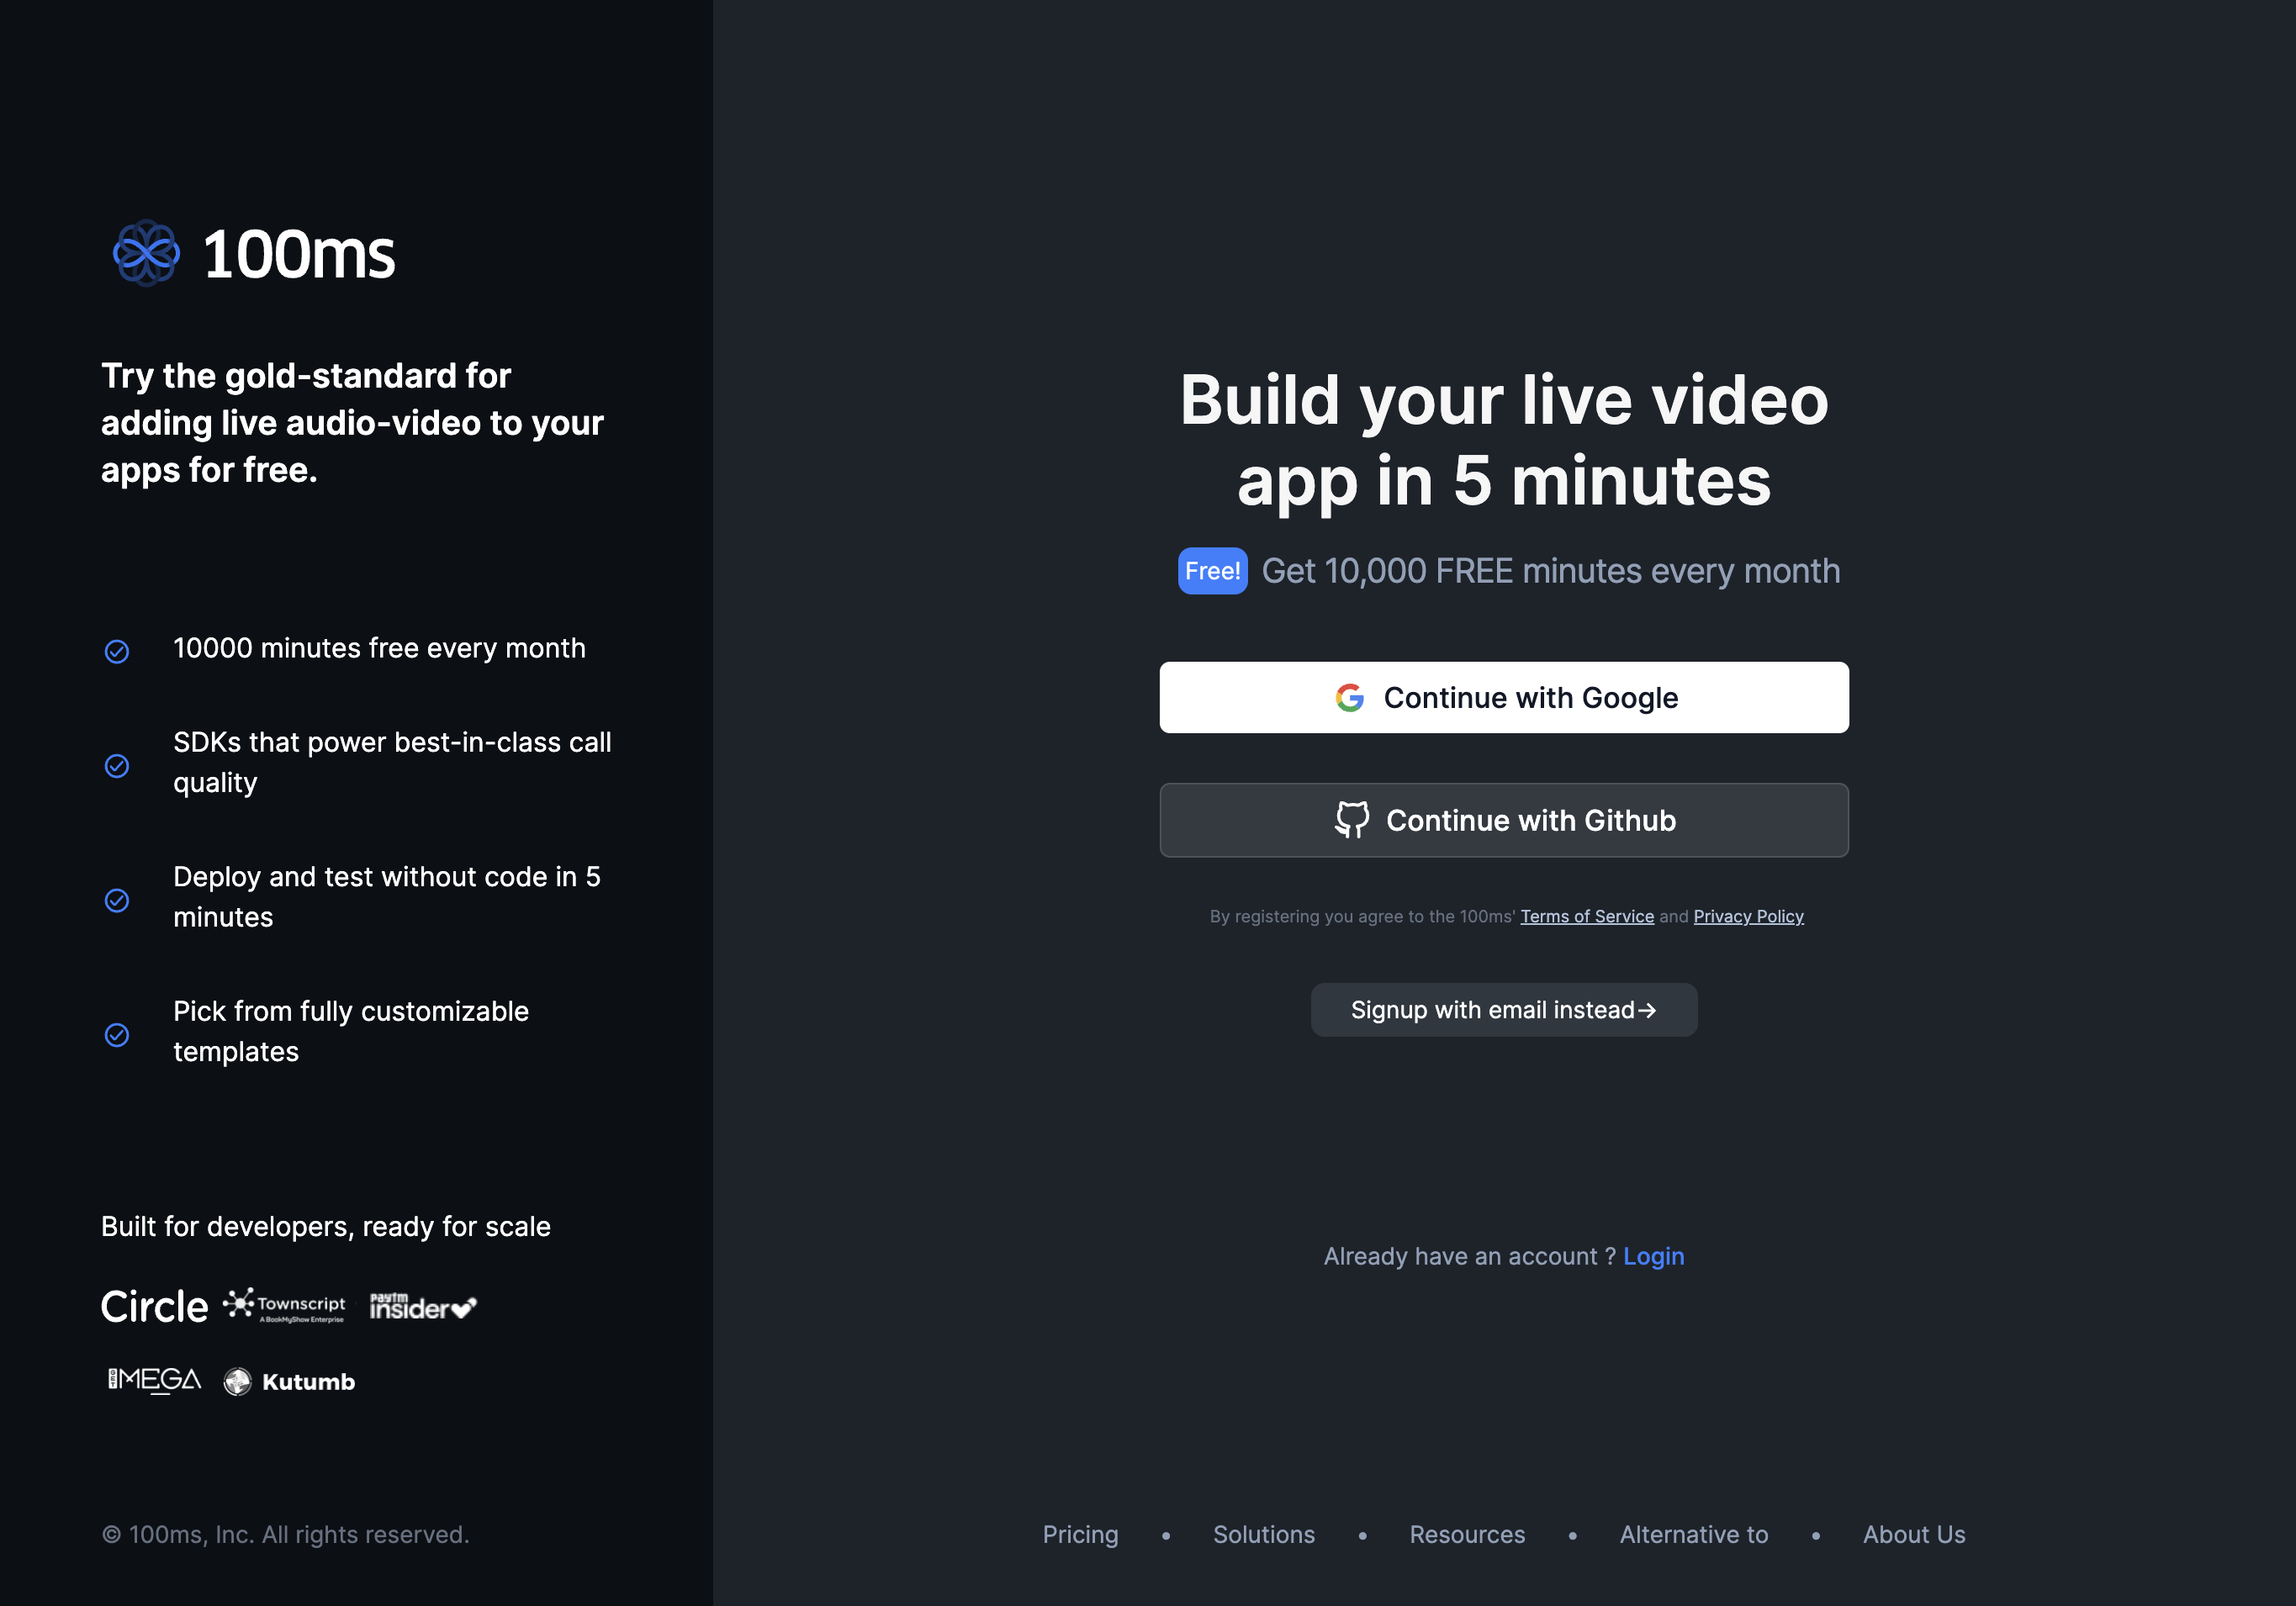 100ms
Try the gold-standard for
adding live audio-video to your
apps for free.
10000 minutes free every month
SDKs that power best-in-class call
quality
Deploy and test without code in 5
minutes
Pick from fully customizable
templates
Built for developers, ready for scale
Circle
Townscript
A BookMyShow Enterprise
paytm
insider
GET MEGA
Kutumb
© 100ms, Inc. All rights reserved.
Build your live video
app in 5 minutes
Free! Get 10,000 FREE minutes every month
Continue with Google
Continue with Github
By registering you agree to the 100ms' Terms of Service and Privacy Policy
Signup with email instead→
Already have an account ? Login
Pricing • Solutions • Resources • Alternative to • About Us